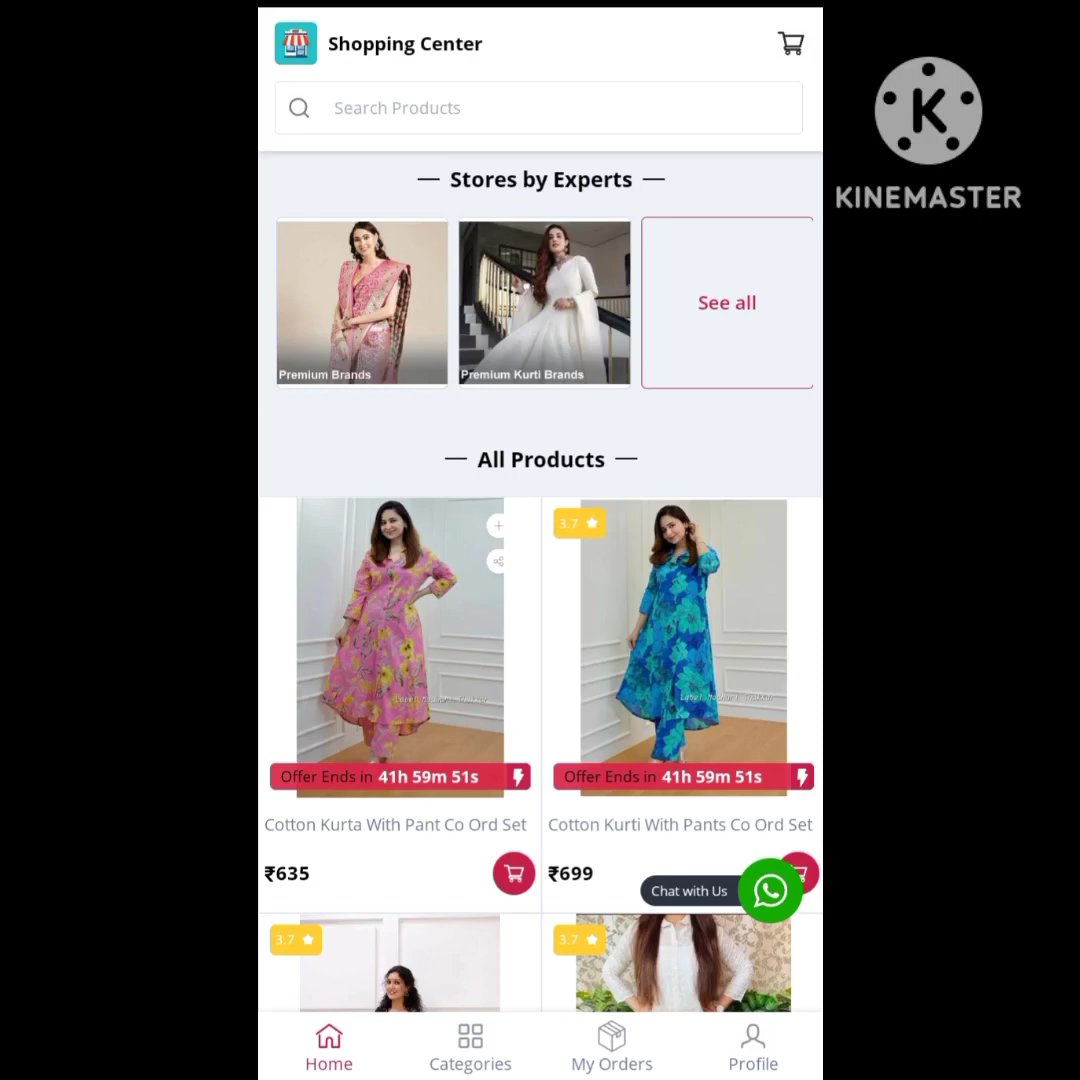 Shopping Center
Search Products
KINEMASTER
Stores by Experts
Premium Brands
Premium Kurti Brands
See all
All Products
3.7
Offer Ends in 41h 59m 51s
Offer Ends in 41h 59m 51s
Cotton Kurta With Pant Co Ord Set
Cotton Kurti With Pants Co Ord Set
₹635
₹699
Chat with Us
3.7
3.7
Home
Categories
My Orders
Profile